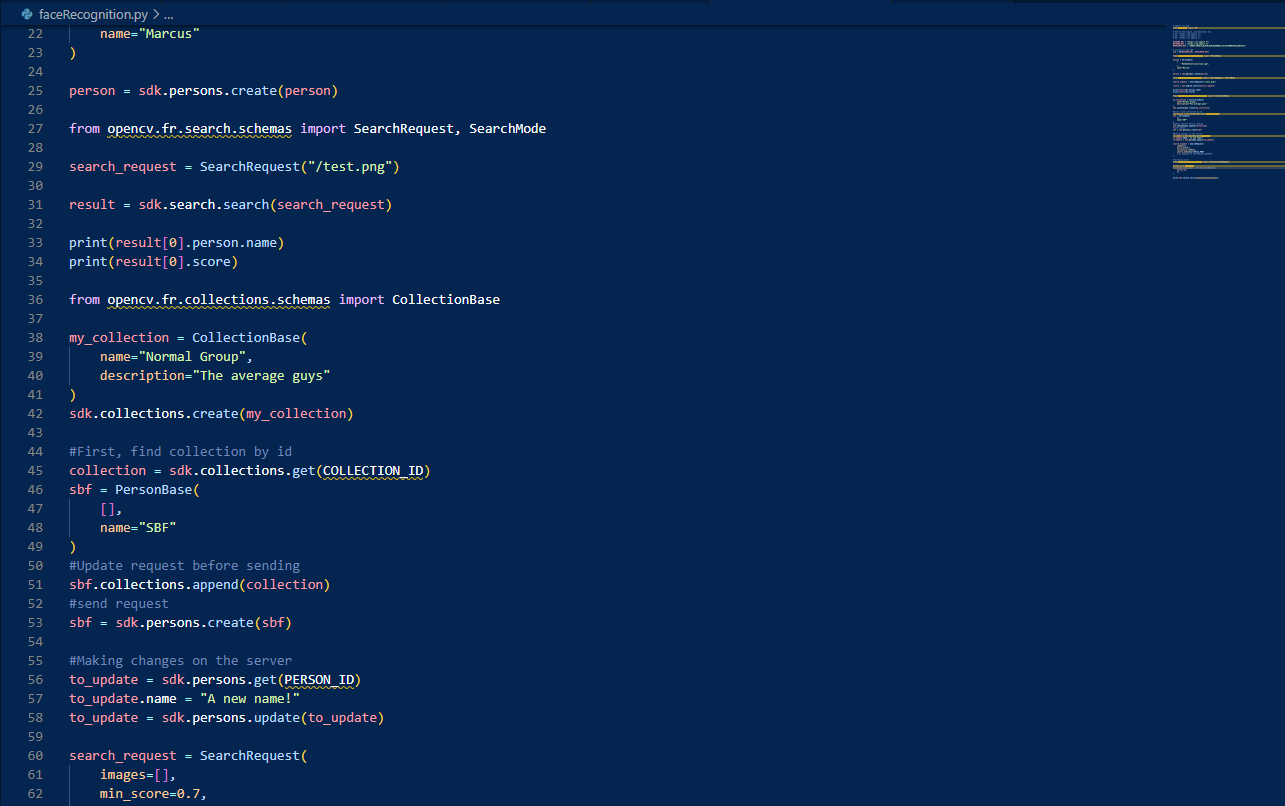 faceRecognition.py > ...
22 name="Marcus"
23 )
24
25 person = sdk.persons.create(person)
26
27 from opencv.fr.search.schemas import SearchRequest, SearchMode
28
29 search_request = SearchRequest("/test.png")
30
31 result = sdk.search.search(search_request)
32
33 print(result[0].person.name)
34 print(result[0].score)
35
36 from opencv.fr.collections.schemas import CollectionBase
37
38 my_collection = CollectionBase(
39     name="Normal Group",
40     description="The average guys"
41 )
42 sdk.collections.create(my_collection)
43
44 #First, find collection by id
45 collection = sdk.collections.get(COLLECTION_ID)
46 sbf = PersonBase(
47     [],
48     name="SBF"
49 )
50 #Update request before sending
51 sbf.collections.append(collection)
52 #send request
53 sbf = sdk.persons.create(sbf)
54
55 #Making changes on the server
56 to_update = sdk.persons.get(PERSON_ID)
57 to_update.name = "A new name!"
58 to_update = sdk.persons.update(to_update)
59
60 search_request = SearchRequest(
61     images=[],
62     min_score=0.7,